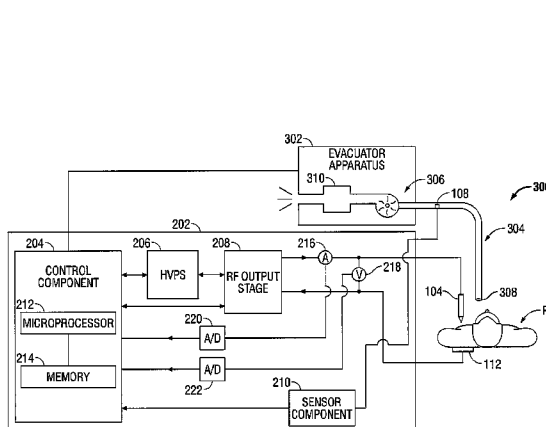 302
EVACUATOR
APPARATUS
310
306
108
300
304
202
204
206
208
216
CONTROL
COMPONENT
HVPS
RF OUTPUT
STAGE
A
V
218
104
308
P
212
MICROPROCESSOR
220
A/D
214
MEMORY
A/D
222
210
SENSOR
COMPONENT
112